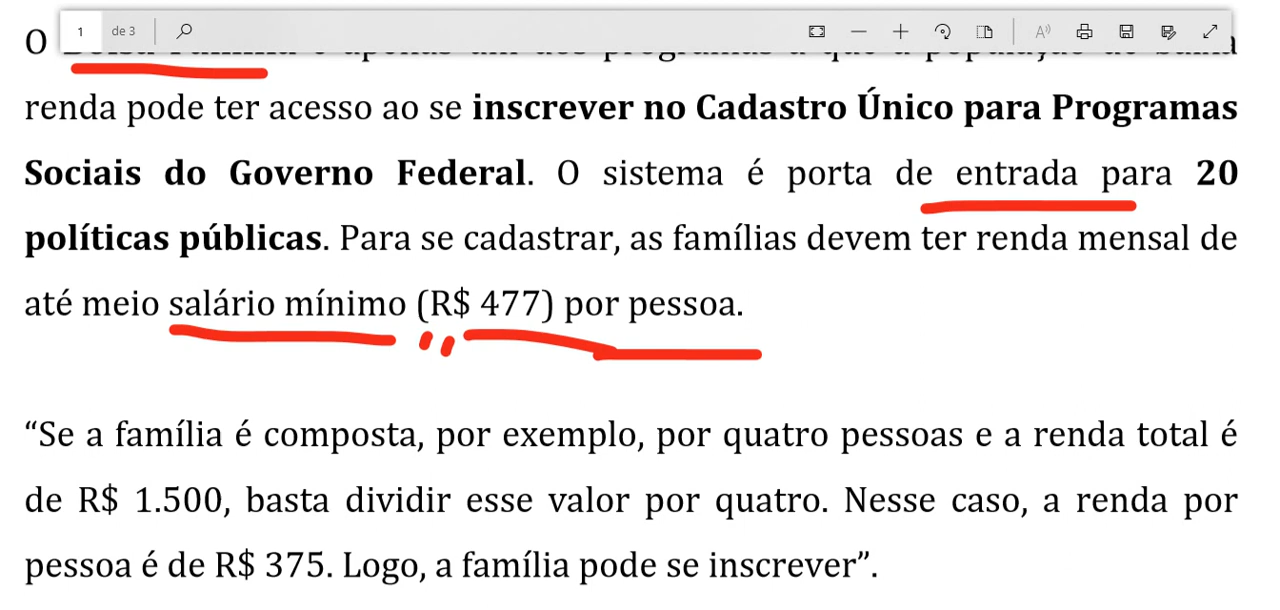 1 de 3
O
renda pode ter acesso ao se inscrever no Cadastro Único para Programas
Sociais do Governo Federal. O sistema é porta de entrada para 20
políticas públicas. Para se cadastrar, as famílias devem ter renda mensal de
até meio salário mínimo (R$ 477) por pessoa.
“Se a família é composta, por exemplo, por quatro pessoas e a renda total é
de R$ 1.500, basta dividir esse valor por quatro. Nesse caso, a renda por
pessoa é de R$ 375. Logo, a família pode se inscrever”.